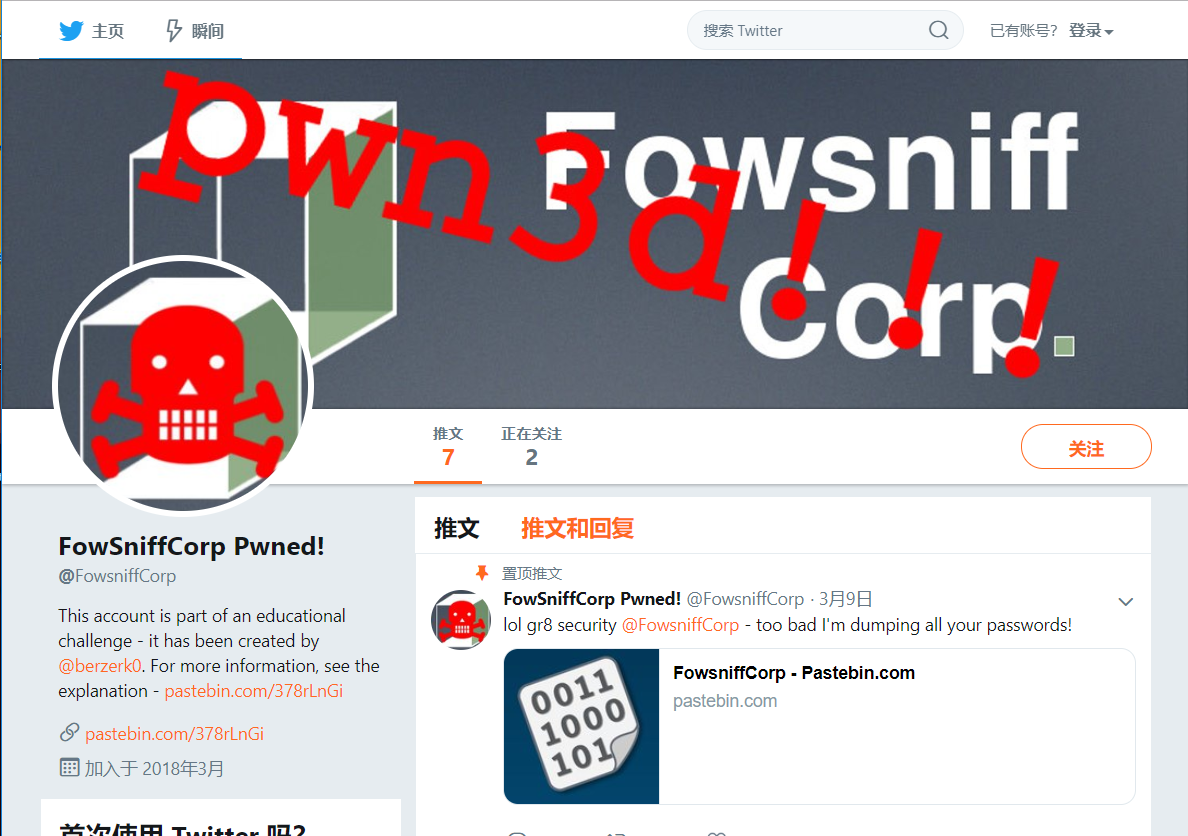 主页
瞬间
搜索 Twitter
已有账号? 登录
Fowsniff
Corp
pwn3d!!!
推文
7
正在关注
2
关注
FowSniffCorp Pwned!
@FowsniffCorp
This account is part of an educational
challenge - it has been created by
@berzerk0. For more information, see the
explanation - pastebin.com/378rLnGi
pastebin.com/378rLnGi
加入于 2018年3月
首次使用 Twitter 吗?
推文
推文和回复
置顶推文
FowSniffCorp Pwned! @FowsniffCorp · 3月9日
lol gr8 security @FowsniffCorp - too bad I'm dumping all your passwords!
0011
1000
101
FowsniffCorp - Pastebin.com
pastebin.com